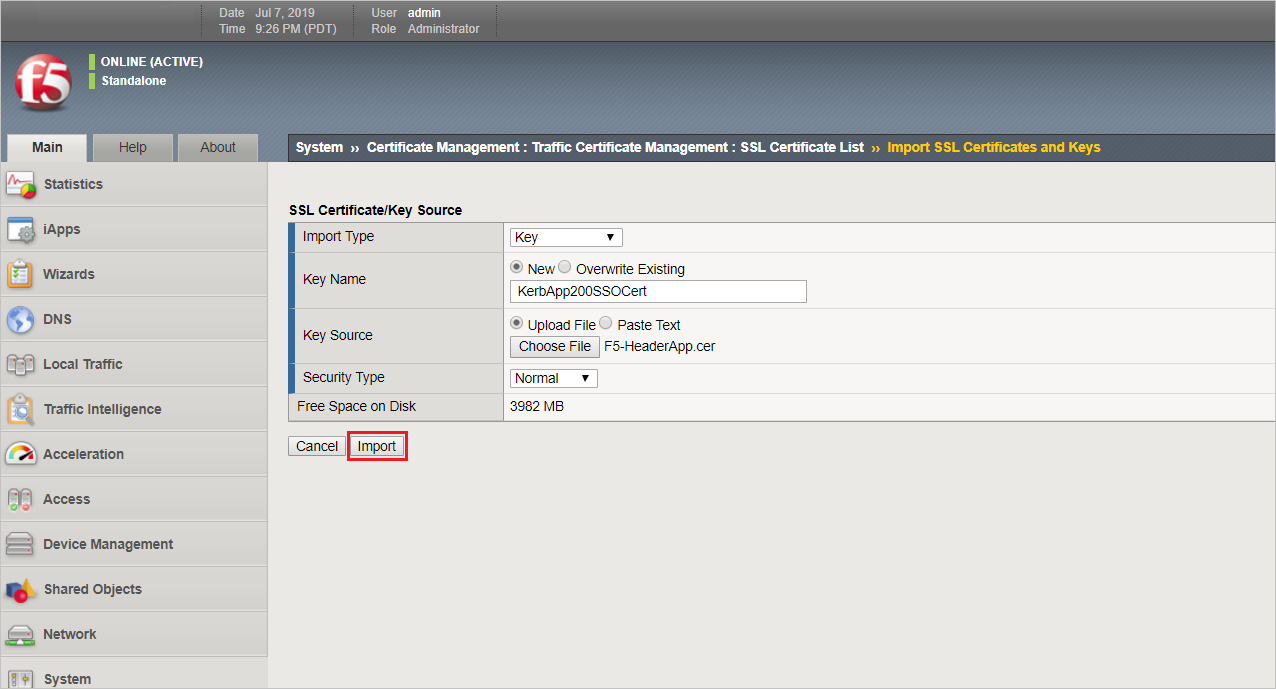 Date Jul 7, 2019 User admin
Time 9:26 PM (PDT) Role Administrator
f5
ONLINE (ACTIVE)
Standalone
Main Help About
System ›› Certificate Management : Traffic Certificate Management : SSL Certificate List ›› Import SSL Certificates and Keys
Statistics
iApps
Wizards
DNS
Local Traffic
Traffic Intelligence
Acceleration
Access
Device Management
Shared Objects
Network
System
SSL Certificate/Key Source
Import Type Key
Key Name New Overwrite Existing
KerbApp200SSOCert
Key Source Upload File Paste Text
Choose File F5-HeaderApp.cer
Security Type Normal
Free Space on Disk 3982 MB
Cancel Import